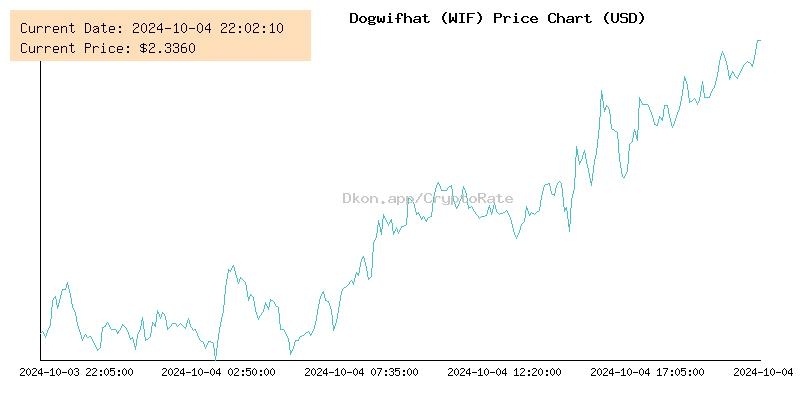 Dogwifhat (WIF) Price Chart (USD)
Current Date: 2024-10-04 22:02:10
Current Price: $2.3360
Dkon.app/CryptoRate
2024-10-03 22:05:00 2024-10-04 02:50:00 2024-10-04 07:35:00 2024-10-04 12:20:00 2024-10-04 17:05:00 2024-10-04